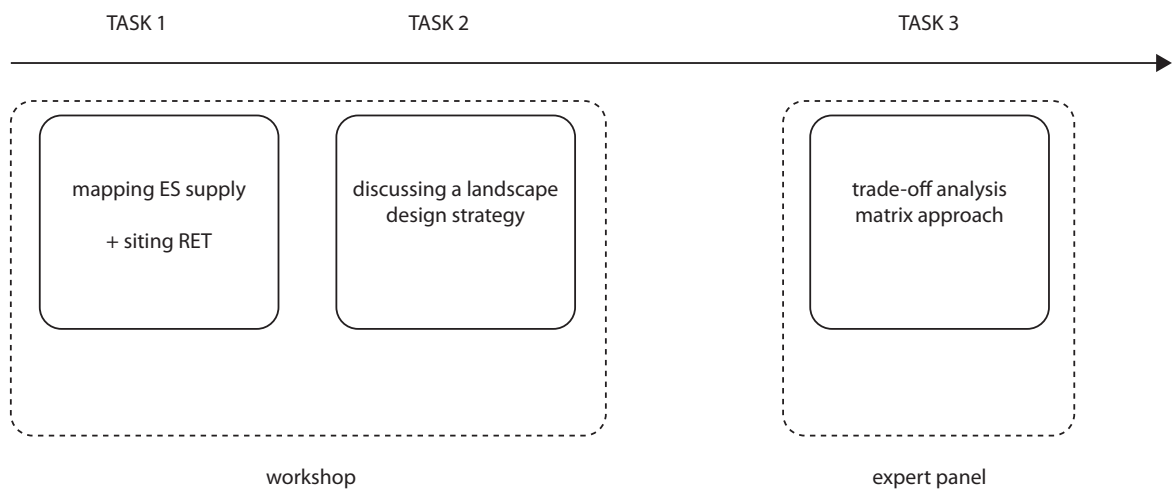 TASK 1
TASK 2
TASK 3
mapping ES supply
+ siting RET
discussing a landscape
design strategy
trade-off analysis
matrix approach
workshop
expert panel